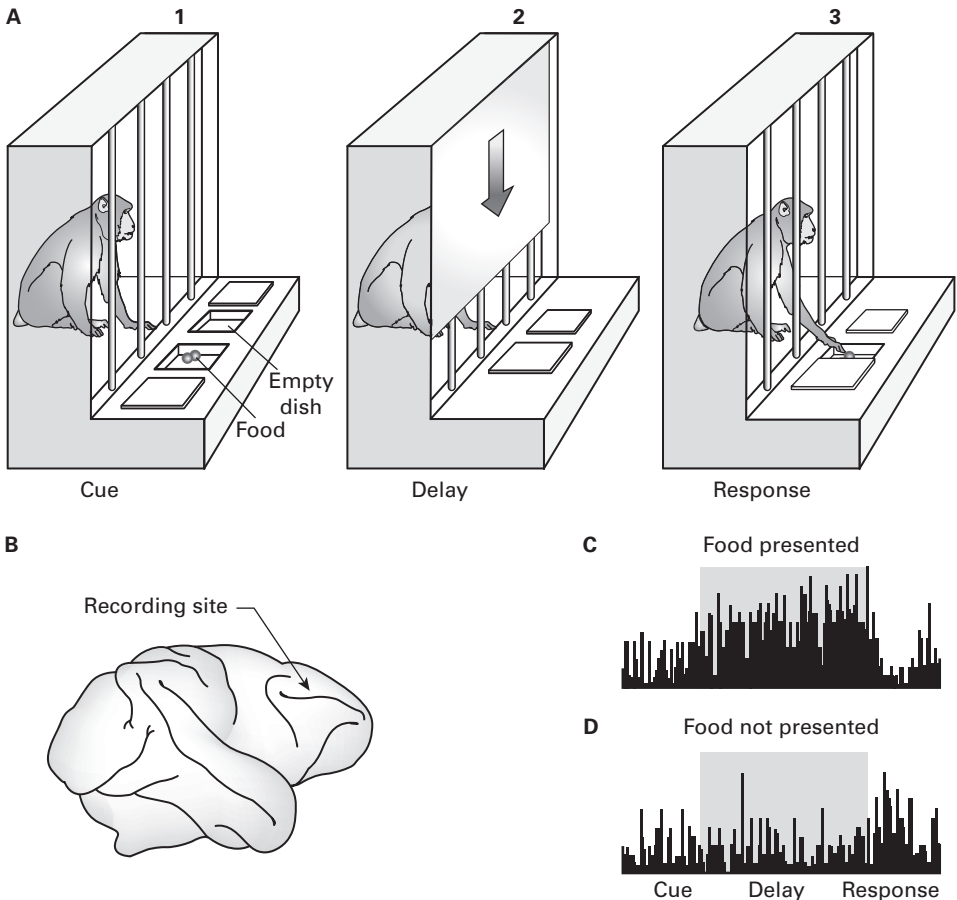 A
1
2
3
Empty
dish
Food
Cue
Delay
Response
B
Recording site
C
Food presented
D
Food not presented
Cue
Delay
Response